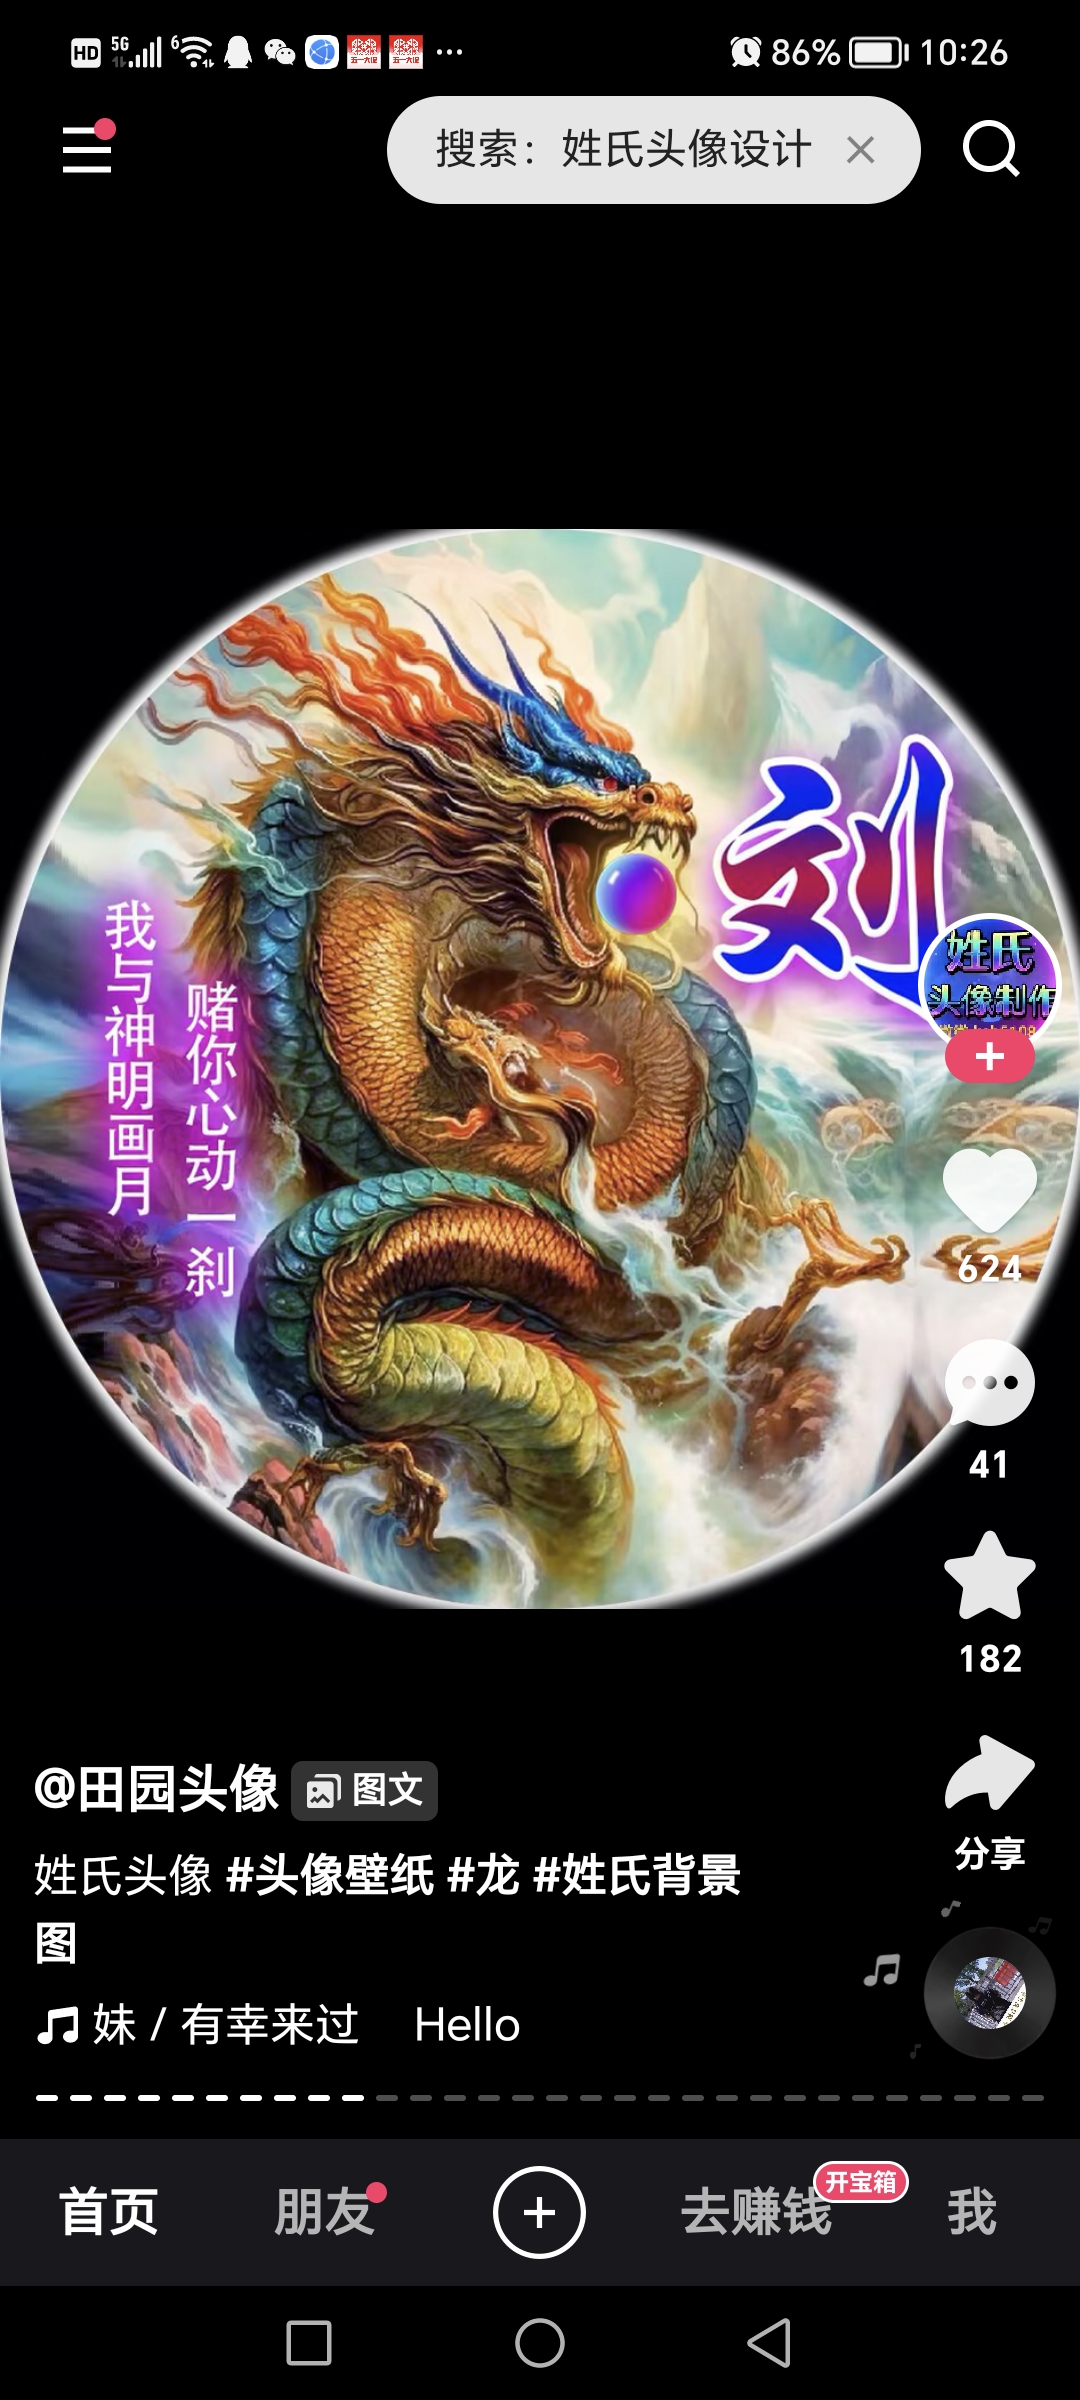 HD 5G 6 86% 10:26
搜索：姓氏头像设计
刘
我与神明画月
赌你心动一刹
姓氏
头像制作
624
41
182
分享
@田园头像 图文
姓氏头像 #头像壁纸 #龙 #姓氏背景
图
妹 / 有幸来过 Hello
首页 朋友 去赚钱 开宝箱 我